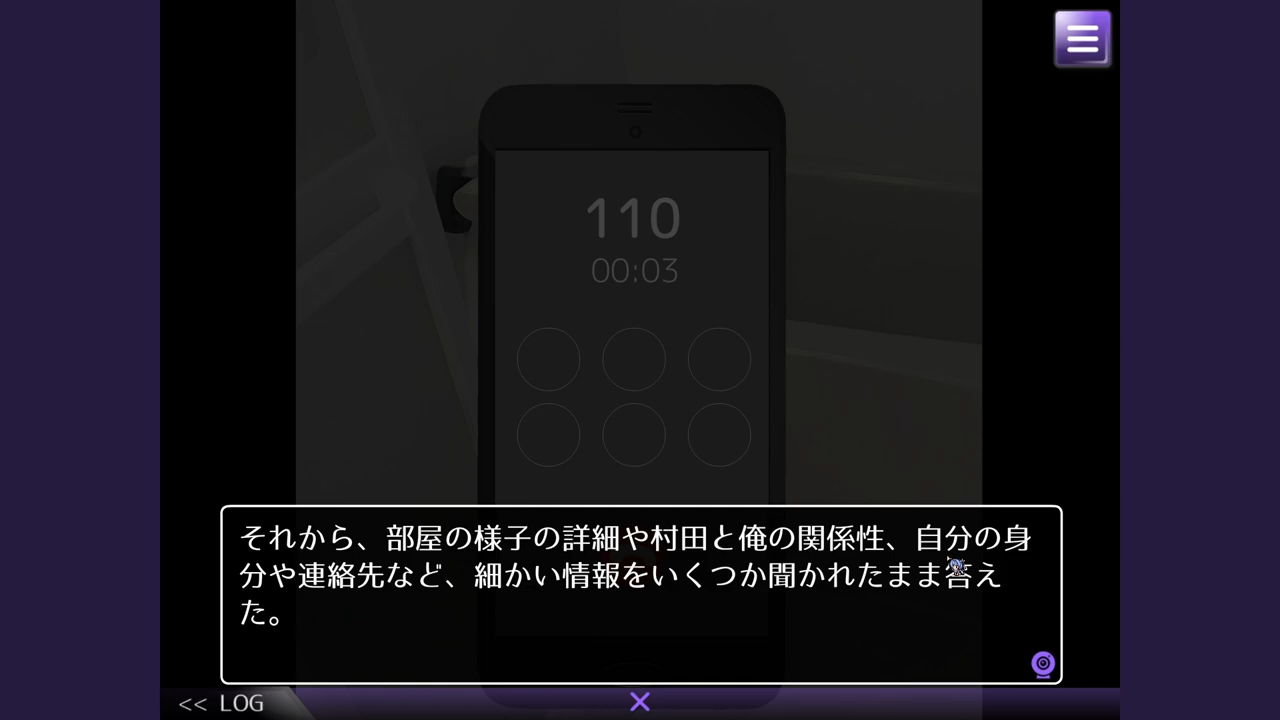 110
00:03
それから、部屋の様子の詳細や村田と俺の関係性、自分の身
分や連絡先など、細かい情報をいくつか聞かれたまま答え
た。
<< LOG